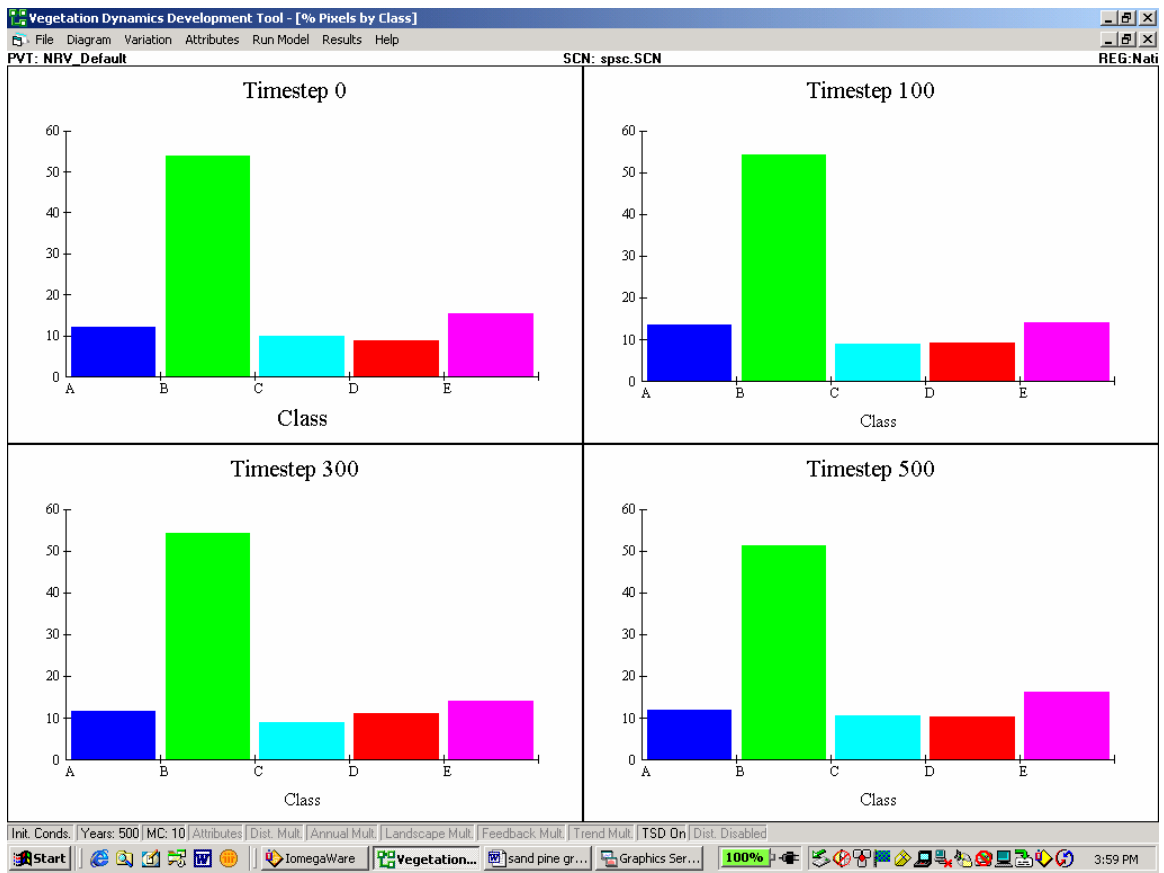 Vegetation Dynamics Development Tool - [% Pixels by Class]
File Diagram Variation Attributes Run Model Results Help
PVT: NRV_Default SCN: spsc.SCN REG:Nati
Timestep 0
60
50
40
30
20
10
0
A B C D E
Class
Timestep 100
60
50
40
30
20
10
0
A B C D E
Class
Timestep 300
60
50
40
30
20
10
0
A B C D E
Class
Timestep 500
60
50
40
30
20
10
0
A B C D E
Class
Init. Conds. Years: 500 MC: 10 Attributes Dist. Mult. Annual Mult. Landscape Mult. Feedback Mult. Trend Mult. TSD On Dist. Disabled
Start IomegaWare Vegetation... sand pine gr... Graphics Ser... 100% 3:59 PM